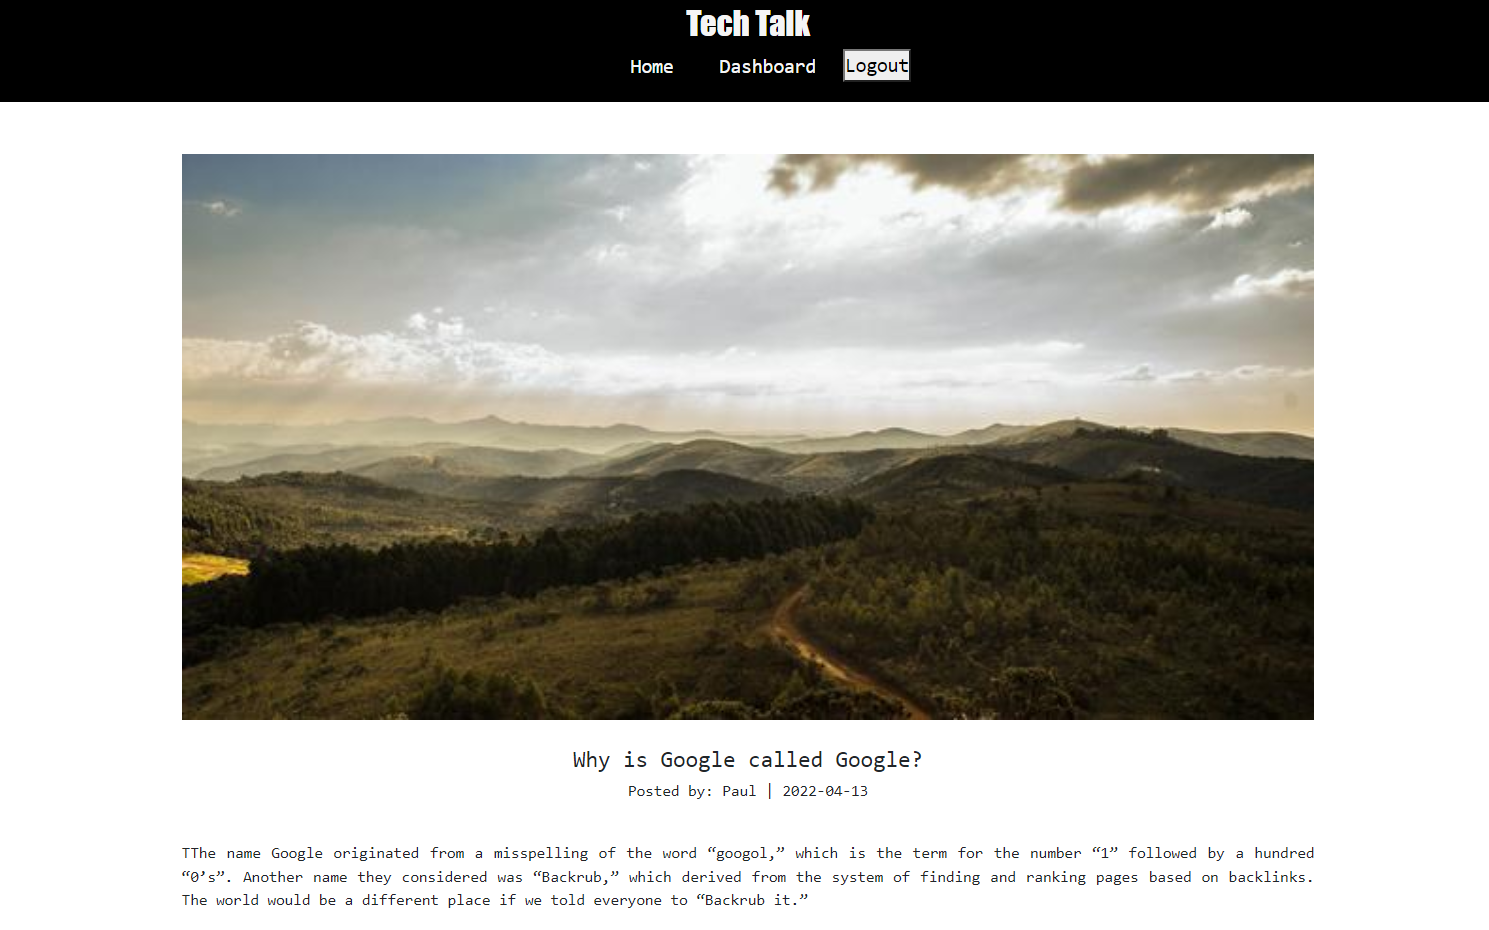 Tech Talk
Home Dashboard Logout
Why is Google called Google?
Posted by: Paul | 2022-04-13
TThe name Google originated from a misspelling of the word “googol,” which is the term for the number “1” followed by a hundred
“0’s”. Another name they considered was “Backrub,” which derived from the system of finding and ranking pages based on backlinks.
The world would be a different place if we told everyone to “Backrub it.”